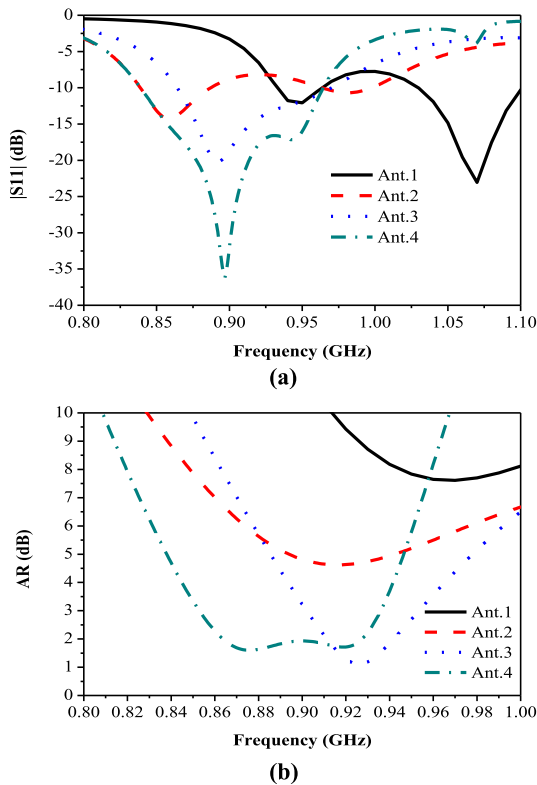 0
-5
-10
-15
-20
-25
-30
-35
-40
|S11| (dB)
Ant.1
Ant.2
Ant.3
Ant.4
0.80 0.85 0.90 0.95 1.00 1.05 1.10
Frequency (GHz)
(a)
10
9
8
7
6
5
4
3
2
1
0
AR (dB)
Ant.1
Ant.2
Ant.3
Ant.4
0.80 0.82 0.84 0.86 0.88 0.90 0.92 0.94 0.96 0.98 1.00
Frequency (GHz)
(b)